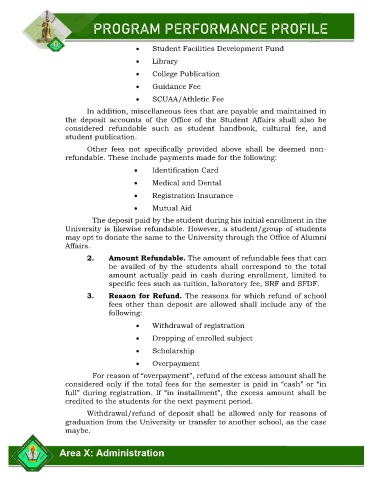 PROGRAM PERFORMANCE PROFILE
• Student Facilities Development Fund
• Library
• College Publication
• Guidance Fee
• SCUAA/Athletic Fee
In addition, miscellaneous fees that are payable and maintained in
the deposit accounts of the Office of the Student Affairs shall also be
considered refundable such as student handbook, cultural fee, and
student publication.
Other fees not specifically provided above shall be deemed non-
refundable. These include payments made for the following:
• Identification Card
• Medical and Dental
• Registration Insurance
• Mutual Aid
The deposit paid by the student during his initial enrollment in the
University is likewise refundable. However, a student/group of students
may opt to donate the same to the University through the Office of Alumni
Affairs.
2. Amount Refundable. The amount of refundable fees that can
be availed of by the students shall correspond to the total
amount actually paid in cash during enrollment, limited to
specific fees such as tuition, laboratory fee, SRF and SFDF.
3. Reason for Refund. The reasons for which refund of school
fees other than deposit are allowed shall include any of the
following:
• Withdrawal of registration
• Dropping of enrolled subject
• Scholarship
• Overpayment
For reason of “overpayment”, refund of the excess amount shall be
considered only if the total fees for the semester is paid in “cash” or “in
full” during registration. If “in installment”, the excess amount shall be
credited to the students for the next payment period.
Withdrawal/refund of deposit shall be allowed only for reasons of
graduation from the University or transfer to another school, as the case
maybe.
Area X: Administration